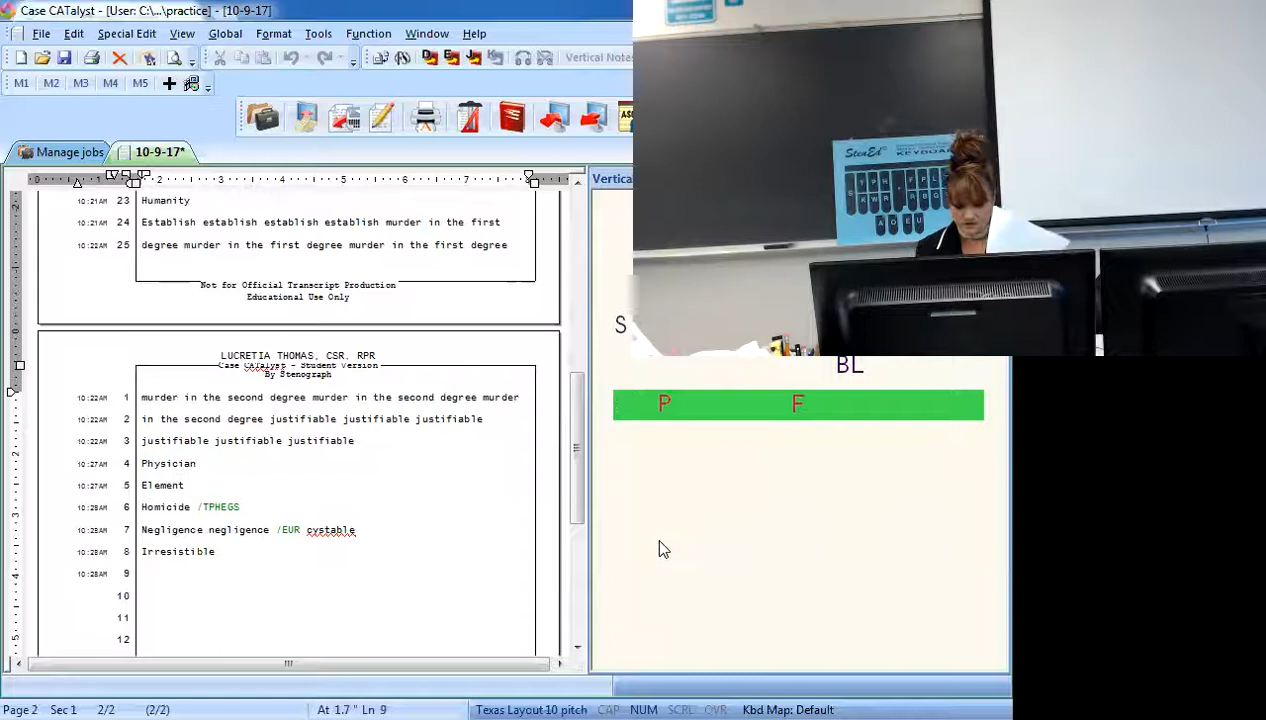 Case CATalyst - [User: C:\...\practice] - [10-9-17]
File Edit Special Edit View Global Format Tools Function Window Help
Vertical Notes
M1 M2 M3 M4 M5
Manage jobs 10-9-17*
Vertical
10:21AM 23 Humanity
10:21AM 24 Establish establish establish establish murder in the first
10:22AM 25 degree murder in the first degree murder in the first degree
Not for Official Transcript Production
Educational Use Only
LUCRETIA THOMAS, CSR, RPR
Case CATalyst - Student Version
By Stenograph
10:22AM 1 murder in the second degree murder in the second degree murder
10:22AM 2 in the second degree justifiable justifiable justifiable
10:22AM 3 justifiable justifiable justifiable
10:27AM 4 Physician
10:27AM 5 Element
10:28AM 6 Homicide /TPHEGS
10:28AM 7 Negligence negligence /EUR cystable
10:28AM 8 Irresistible
10:28AM 9
10
11
12
S
BL
P F
StenEd
KEYBOARD
S T P H * F P L
K W R R B G
A O E U
Page 2 Sec 1 2/2 (2/2) At 1.7" Ln 9 Texas Layout 10 pitch CAP NUM SCRL OVR Kbd Map: Default